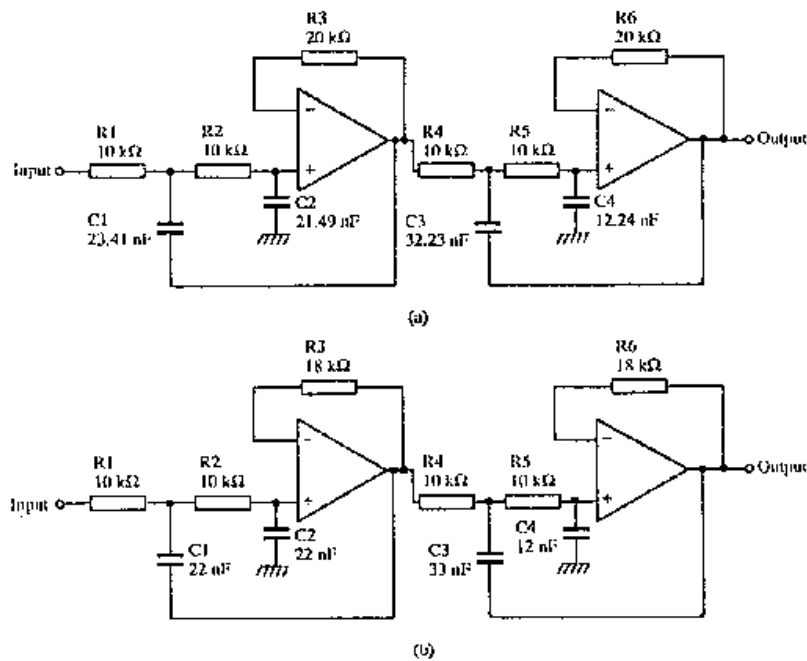 R3
20 kΩ
R6
20 kΩ
R1
10 kΩ
R2
10 kΩ
R4
10 kΩ
R5
10 kΩ
Input
−
+
−
+
Output
C1
23.41 nF
C2
21.49 nF
C3
32.23 nF
C4
12.24 nF
(a)
R3
18 kΩ
R6
18 kΩ
R1
10 kΩ
R2
10 kΩ
R4
10 kΩ
R5
10 kΩ
Input
−
+
−
+
Output
C1
22 nF
C2
22 nF
C3
33 nF
C4
12 nF
(b)